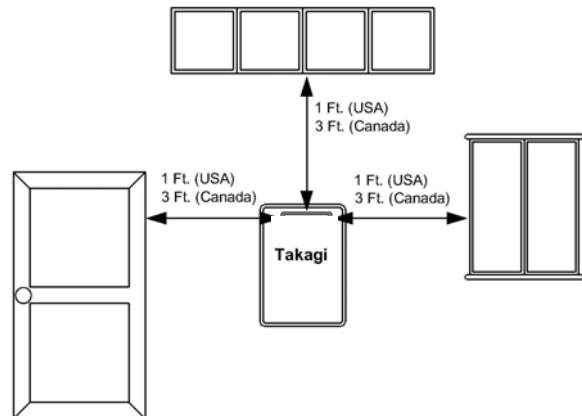 1 Ft. (USA)
3 Ft. (Canada)
1 Ft. (USA)
3 Ft. (Canada)
1 Ft. (USA)
3 Ft. (Canada)
Takagi